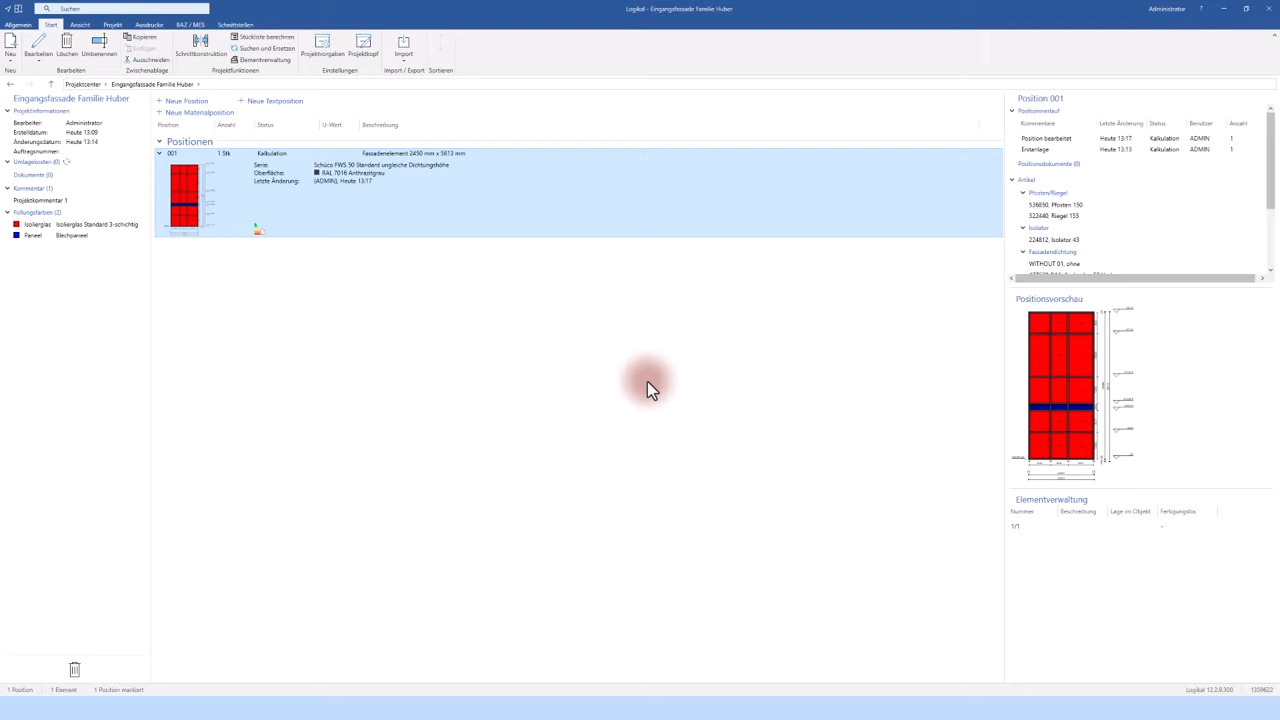 Suchen
Logikal - Eingangsfassade Familie Huber
Administrator
?
Allgemein
Start
Ansicht
Projekt
Ausdrucke
BAZ / MES
Schnittstellen
Neu
Bearbeiten
Löschen
Umbenennen
Kopieren
Einfügen
Ausschneiden
Schnittkonstruktion
Stückliste berechnen
Suchen und Ersetzen
Elementverwaltung
Projektvorgaben
Projektkopf
Import
Neu
Bearbeiten
Zwischenablage
Projektfunktionen
Einstellungen
Import / Export
Sortieren
Projektcenter
Eingangsfassade Familie Huber
Eingangsfassade Familie Huber
Projektinformationen
Bearbeiter: Administrator
Erstelldatum: Heute 13:09
Änderungsdatum: Heute 13:14
Auftragsnummer:
Umlagekosten (0)
Dokumente (0)
Kommentar (1)
Projektkommentar 1
Füllungsfarben (2)
Isolierglas Isolierglas Standard 3-schichtig
Paneel Blechpaneel
Neue Position
Neue Textposition
Neue Materialposition
Position Anzahl Status U-Wert Beschreibung
Positionen
001 1 Stk Kalkulation Fassadenelement 2450 mm x 5613 mm
Serie: Schüco FWS 50 Standard ungleiche Dichtungshöhe
Oberfläche: RAL 7016 Anthrazitgrau
Letzte Änderung: (ADMIN), Heute 13:17
Position 001
Positionsverlauf
Kommentare Letzte Änderung Status Benutzer Anzahl
Position bearbeitet Heute 13:17 Kalkulation ADMIN 1
Erstanlage Heute 13:13 Kalkulation ADMIN 1
Positionsdokumente (0)
Artikel
Pfosten/Riegel
536850, Pfosten 150
322440, Riegel 155
Isolator
224812, Isolator 43
Fassadendichtung
WITHOUT 01, ohne
Positionsvorschau
Elementverwaltung
Nummer Beschreibung Lage im Objekt Fertigungslos
1/1 -
1 Position 1 Element 1 Position markiert
Logikal 12.2.9.300 1359622